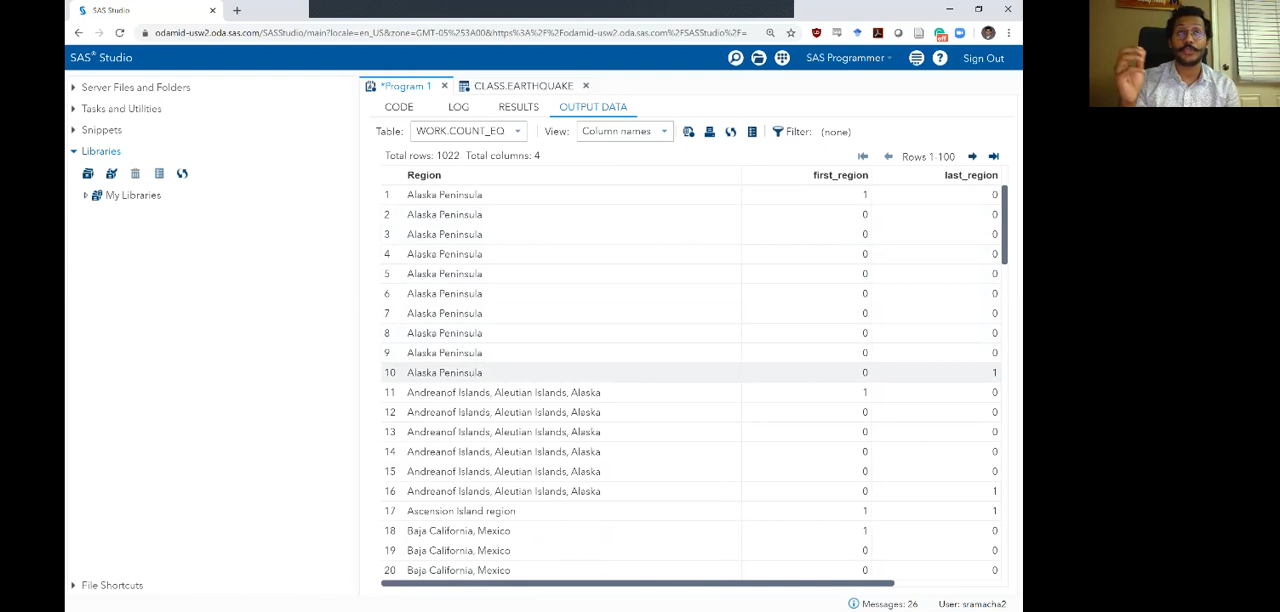 SAS Studio
odamid-usw2.oda.sas.com/SASStudio/main?locale=en_US&zone=GMT-05%253A00&https%3A%2F%2Fodamid-usw2.oda.sas.com%2FSASStudio%2F=
off
SAS® Studio
SAS Programmer
Sign Out
Server Files and Folders
Tasks and Utilities
Snippets
Libraries
My Libraries
File Shortcuts
*Program 1
CLASS.EARTHQUAKE
CODE LOG RESULTS OUTPUT DATA
Table: WORK.COUNT_EQ View: Column names Filter: (none)
Total rows: 1022 Total columns: 4 Rows 1-100
Region first_region last_region
1 Alaska Peninsula 1 0
2 Alaska Peninsula 0 0
3 Alaska Peninsula 0 0
4 Alaska Peninsula 0 0
5 Alaska Peninsula 0 0
6 Alaska Peninsula 0 0
7 Alaska Peninsula 0 0
8 Alaska Peninsula 0 0
9 Alaska Peninsula 0 0
10 Alaska Peninsula 0 1
11 Andreanof Islands, Aleutian Islands, Alaska 1 0
12 Andreanof Islands, Aleutian Islands, Alaska 0 0
13 Andreanof Islands, Aleutian Islands, Alaska 0 0
14 Andreanof Islands, Aleutian Islands, Alaska 0 0
15 Andreanof Islands, Aleutian Islands, Alaska 0 0
16 Andreanof Islands, Aleutian Islands, Alaska 0 1
17 Ascension Island region 1 1
18 Baja California, Mexico 1 0
19 Baja California, Mexico 0 0
20 Baja California, Mexico 0 0
Messages: 26 User: sramacha2